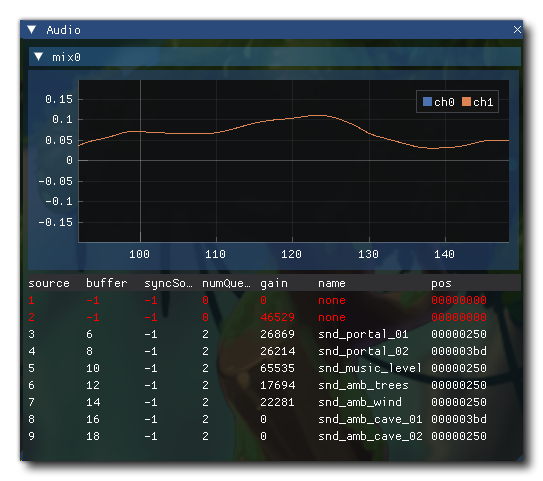 Audio
mix0
ch0 ch1
0.15
0.10
0.05
0
-0.05
-0.1
-0.15
100 110 120 130 140
source buffer syncSo… numQue… gain name pos
1 -1 -1 0 0 none 00000000
2 -1 -1 0 46529 none 00000000
3 6 -1 2 26869 snd_portal_01 00000250
4 8 -1 2 26214 snd_portal_02 000003bd
5 10 -1 2 65535 snd_music_level 00000250
6 12 -1 2 17694 snd_amb_trees 00000250
7 14 -1 2 22281 snd_amb_wind 00000250
8 16 -1 2 0 snd_amb_cave_01 000003bd
9 18 -1 2 0 snd_amb_cave_02 00000250